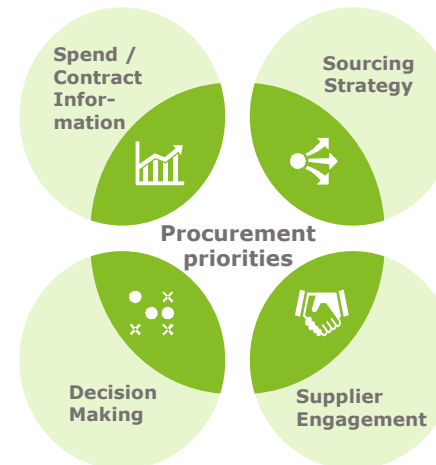 Spend /
Contract
Infor-
mation
Sourcing
Strategy
Procurement
priorities
Decision
Making
Supplier
Engagement